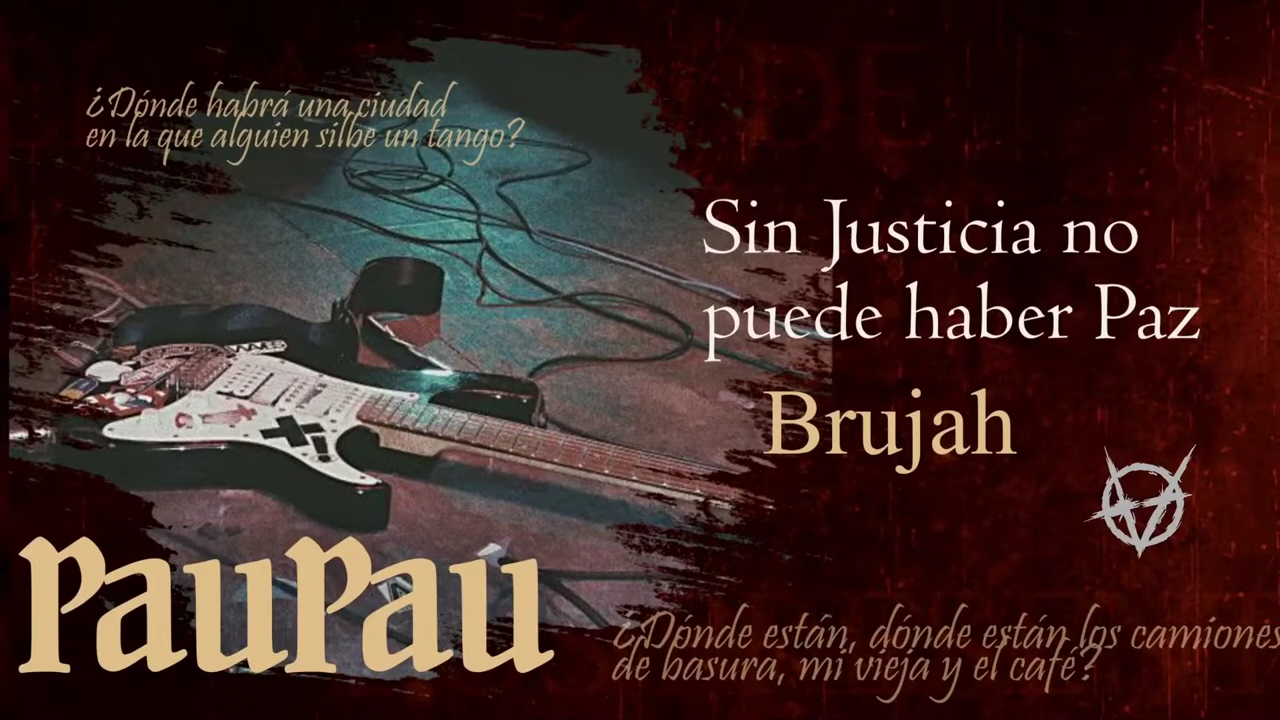 ¿Dónde habrá una ciudad
en la que alguien silbe un tango?
Sin Justicia no
puede haber Paz
Brujah
PauPau
¿Dónde están, dónde están los camiones
de basura, mi vieja y el café?